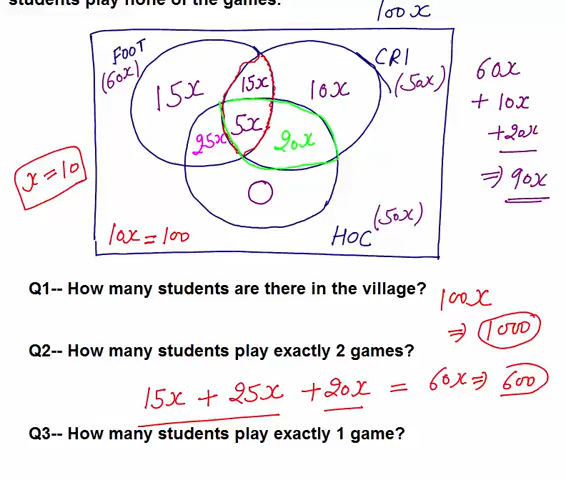 students play none of the games.
100x
FOOT
(60x)
CRI
(50x)
15x
15x
10x
5x
25x
20x
O
HOC
(50x)
x = 10
10x = 100
60x
+ 10x
+ 20x
⇒ 90x
Q1-- How many students are there in the village?
100x
⇒ 1000
Q2-- How many students play exactly 2 games?
15x + 25x + 20x = 60x ⇒ 600
Q3-- How many students play exactly 1 game?